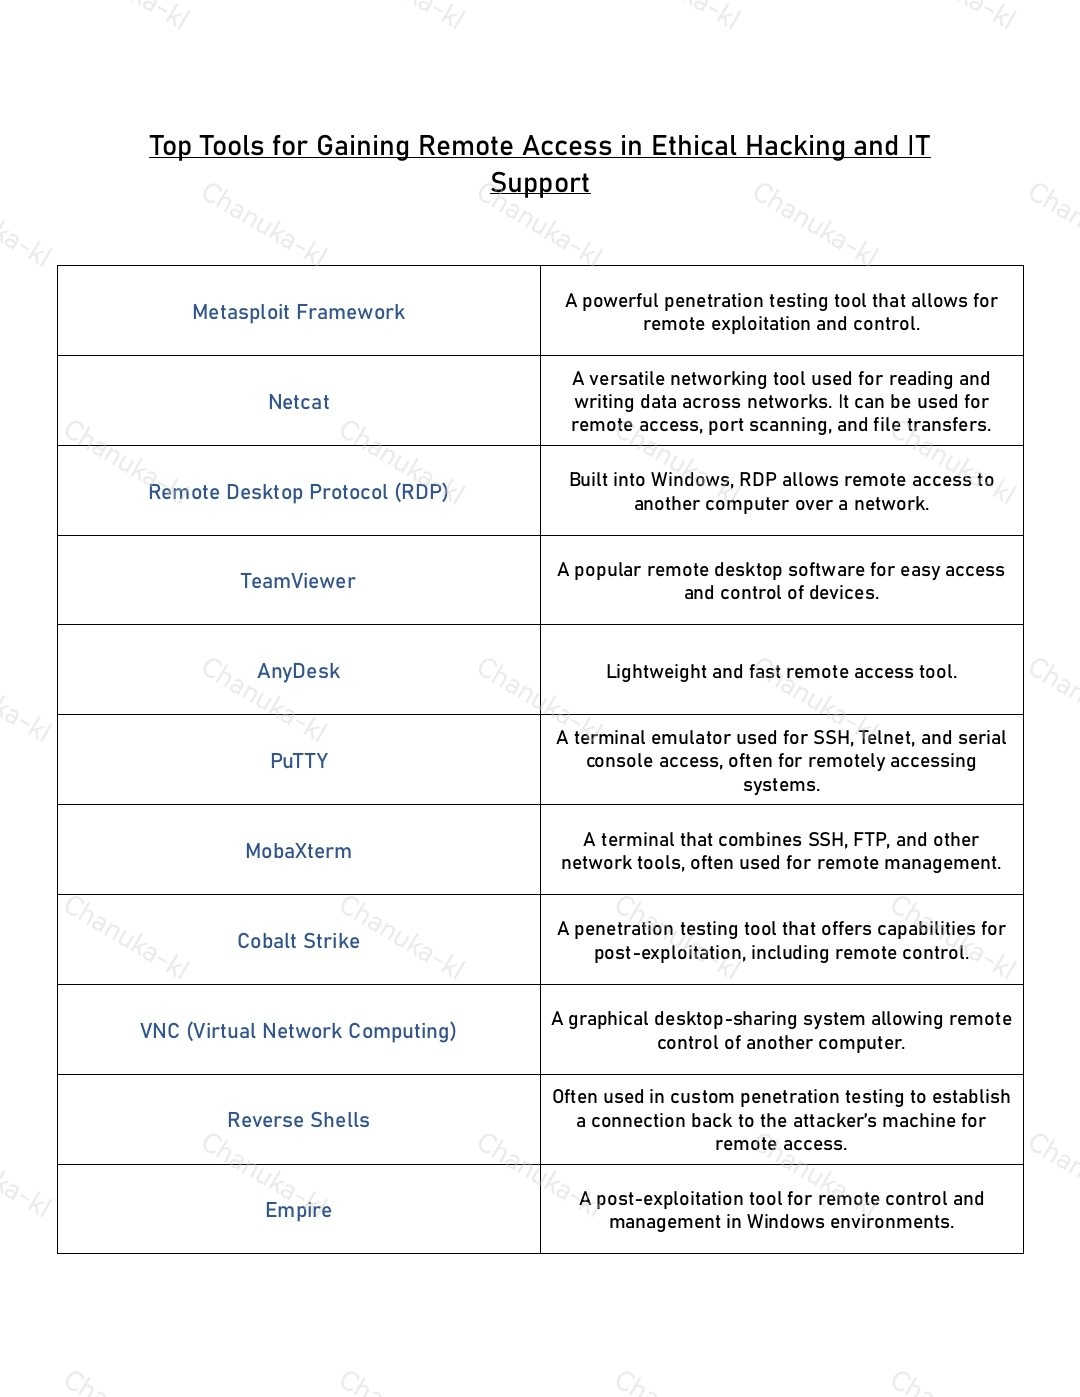 Top Tools for Gaining Remote Access in Ethical Hacking and IT
Support
Metasploit Framework
A powerful penetration testing tool that allows for
remote exploitation and control.
Netcat
A versatile networking tool used for reading and
writing data across networks. It can be used for
remote access, port scanning, and file transfers.
Remote Desktop Protocol (RDP)
Built into Windows, RDP allows remote access to
another computer over a network.
TeamViewer
A popular remote desktop software for easy access
and control of devices.
AnyDesk
Lightweight and fast remote access tool.
PuTTY
A terminal emulator used for SSH, Telnet, and serial
console access, often for remotely accessing
systems.
MobaXterm
A terminal that combines SSH, FTP, and other
network tools, often used for remote management.
Cobalt Strike
A penetration testing tool that offers capabilities for
post-exploitation, including remote control.
VNC (Virtual Network Computing)
A graphical desktop-sharing system allowing remote
control of another computer.
Reverse Shells
Often used in custom penetration testing to establish
a connection back to the attacker's machine for
remote access.
Empire
A post-exploitation tool for remote control and
management in Windows environments.
Chanuka-kl